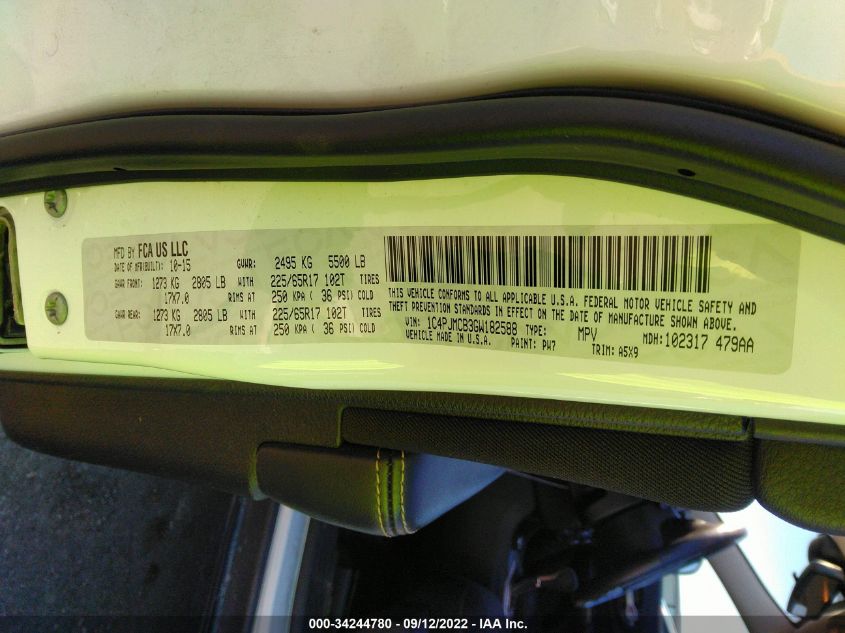 MFD BY FCA US LLC
DATE OF MFR(BUILT): 10-15 GVWR: 2495 KG 5500 LB
GAWR FRONT: 1273 KG 2805 LB WITH 225/65R17 102T TIRES
17X7.0 RIMS AT 250 KPA ( 36 PSI) COLD
GAWR REAR: 1273 KG 2805 LB WITH 225/65R17 102T TIRES
17X7.0 RIMS AT 250 KPA ( 36 PSI) COLD
THIS VEHICLE CONFORMS TO ALL APPLICABLE U.S.A. FEDERAL MOTOR VEHICLE SAFETY AND
THEFT PREVENTION STANDARDS IN EFFECT ON THE DATE OF MANUFACTURE SHOWN ABOVE.
VIN: 1C4PJMCB3GW182588 TYPE: MPV MDH: 102317 479AA
VEHICLE MADE IN U.S.A. PAINT: PW7 TRIM: A5X9
000-34244780 - 09/12/2022 - IAA Inc.